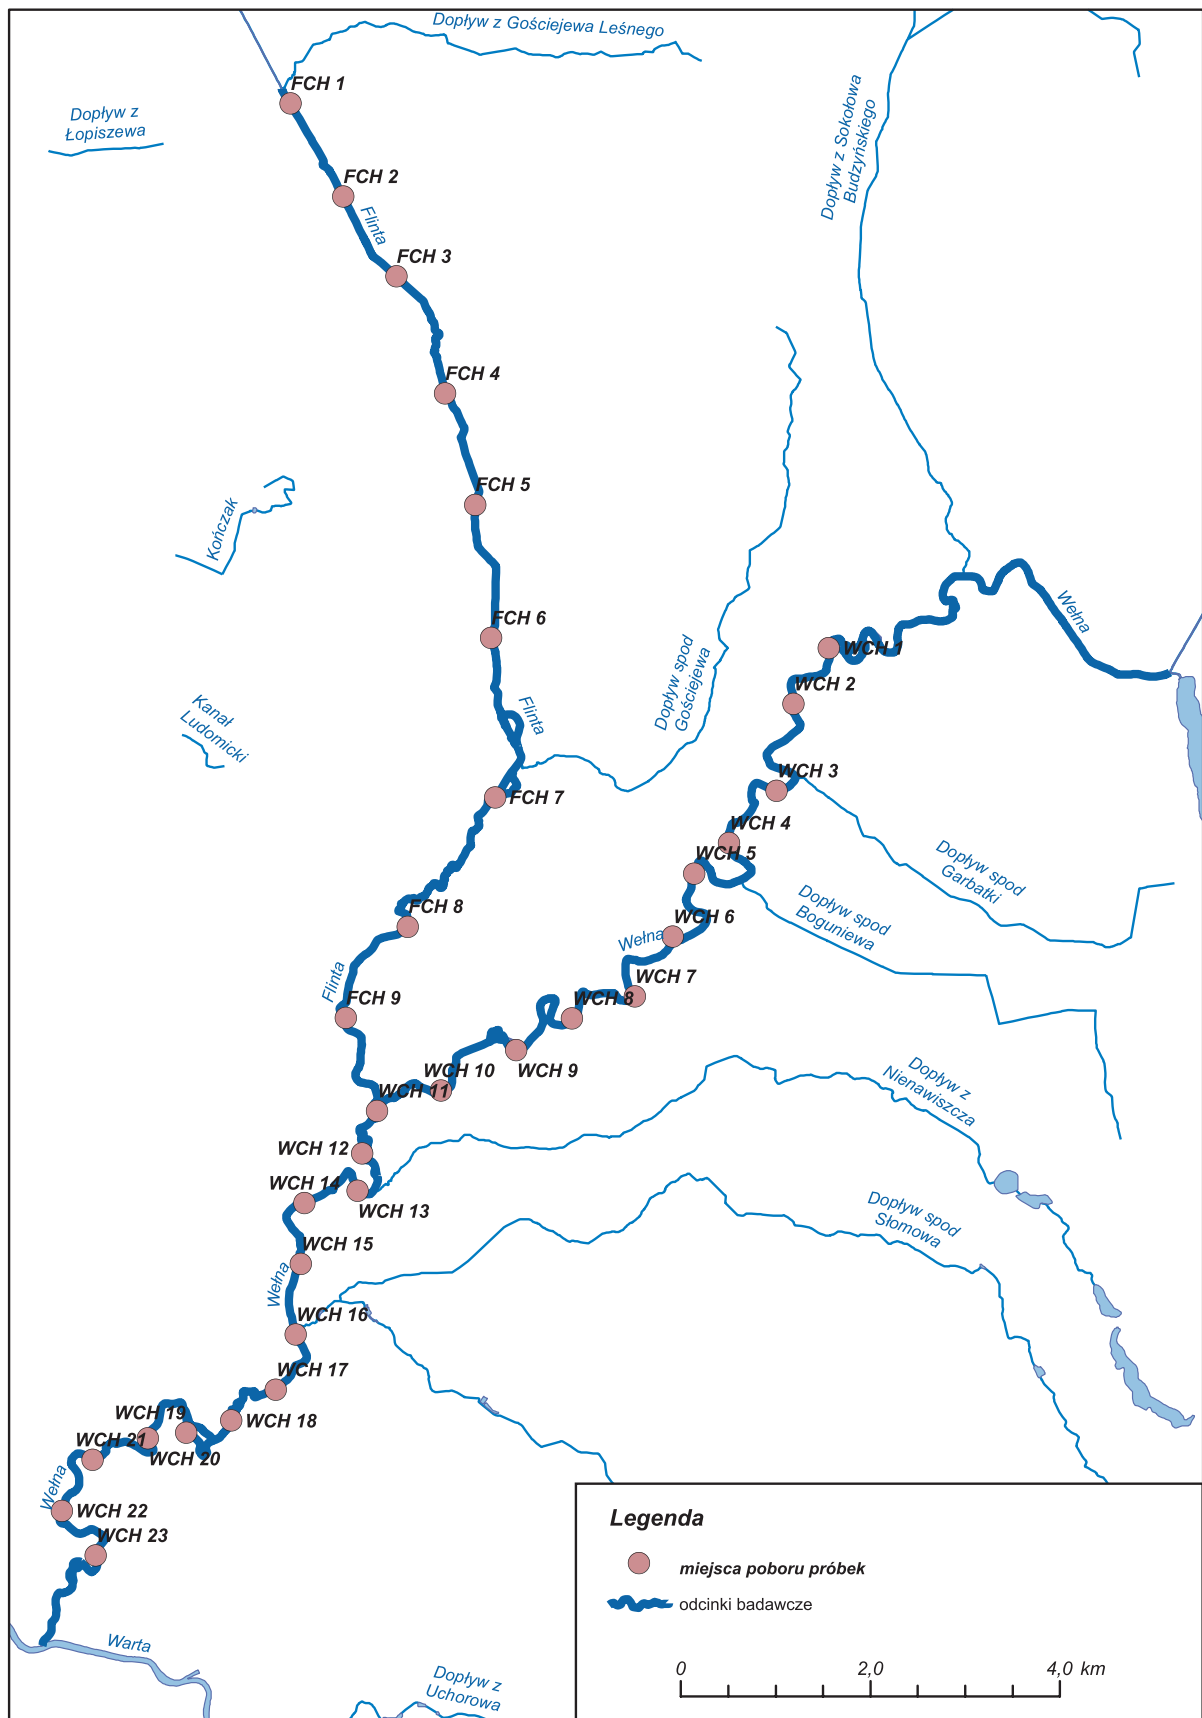 Dopływ z Gościejewa Leśnego
FCH 1
Dopływ z
Łopiszewa
Dopływ z Sokołowa
Budzyńskiego
FCH 2
Flinta
FCH 3
FCH 4
FCH 5
Kończak
FCH 6
Wełna
WCH 1
Dopływ spod
Gościejewa
WCH 2
Kanał
Ludomicki
Flinta
WCH 3
FCH 7
WCH 4
WCH 5
Dopływ spod
Garbatki
Dopływ spod
Boguniewa
FCH 8
WCH 6
Wełna
Flinta
WCH 7
FCH 9
WCH 8
WCH 9
WCH 10
Dopływ z
Nienawiszcza
WCH 11
WCH 12
WCH 14
WCH 13
Dopływ spod
Słomowa
WCH 15
Wełna
WCH 16
WCH 17
WCH 19
WCH 18
WCH 21
WCH 20
Wełna
WCH 22
WCH 23
Warta
Dopływ z
Uchorowa
Legenda
miejsca poboru próbek
odcinki badawcze
0 2,0 4,0 km